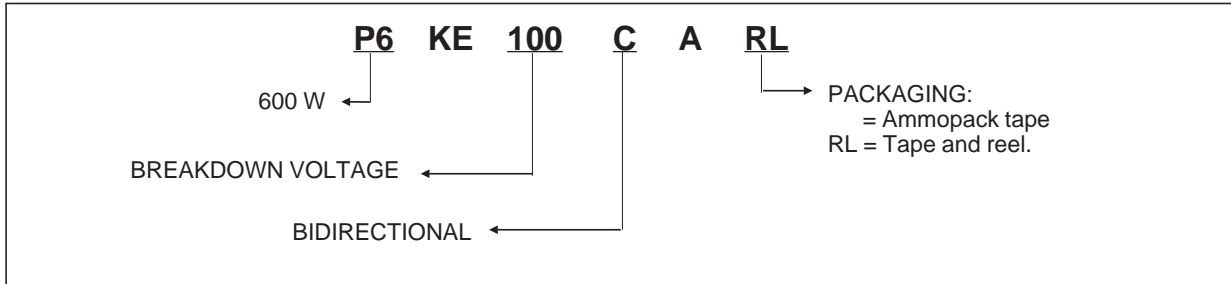 P6 KE 100 C A RL
600 W
PACKAGING:
= Ammopack tape
RL = Tape and reel.
BREAKDOWN VOLTAGE
BIDIRECTIONAL